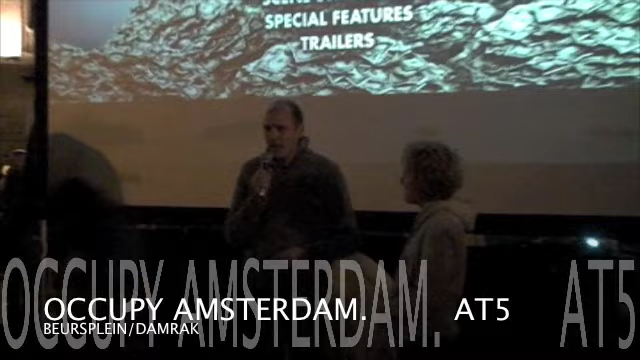 SPECIAL FEATURES
TRAILERS
OCCUPY AMSTERDAM. AT5
OCCUPY AMSTERDAM. AT5
BEURSPLEIN/DAMRAK